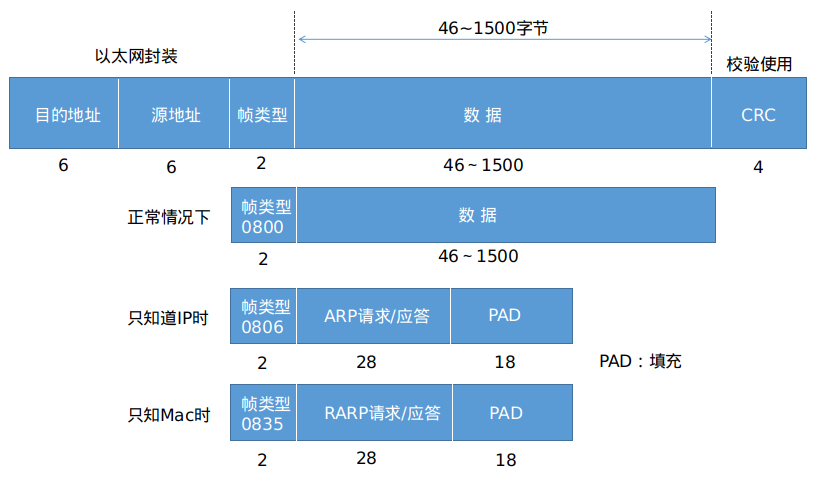 46~1500字节
以太网封装
校验使用
目的地址
源地址
帧类型
数 据
CRC
6
6
2
46 ~ 1500
4
正常情况下
帧类型
0800
数 据
2
46 ~ 1500
只知道IP时
帧类型
0806
ARP请求/应答
PAD
2
28
18
PAD：填充
只知Mac时
帧类型
0835
RARP请求/应答
PAD
2
28
18